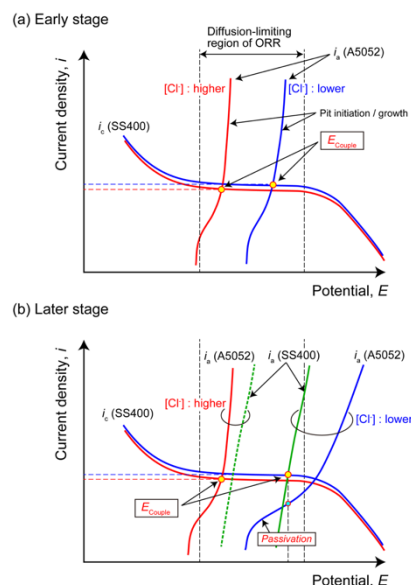 (a) Early stage
Diffusion-limiting
region of ORR
iₐ (A5052)
[Cl⁻] : higher
[Cl⁻] : lower
Pit initiation / growth
i_c (SS400)
E_Couple
Current density, i
Potential, E
(b) Later stage
iₐ (A5052)
iₐ (SS400)
iₐ (A5052)
[Cl⁻] : higher
[Cl⁻] : lower
i_c (SS400)
E_Couple
Passivation
Current density, i
Potential, E